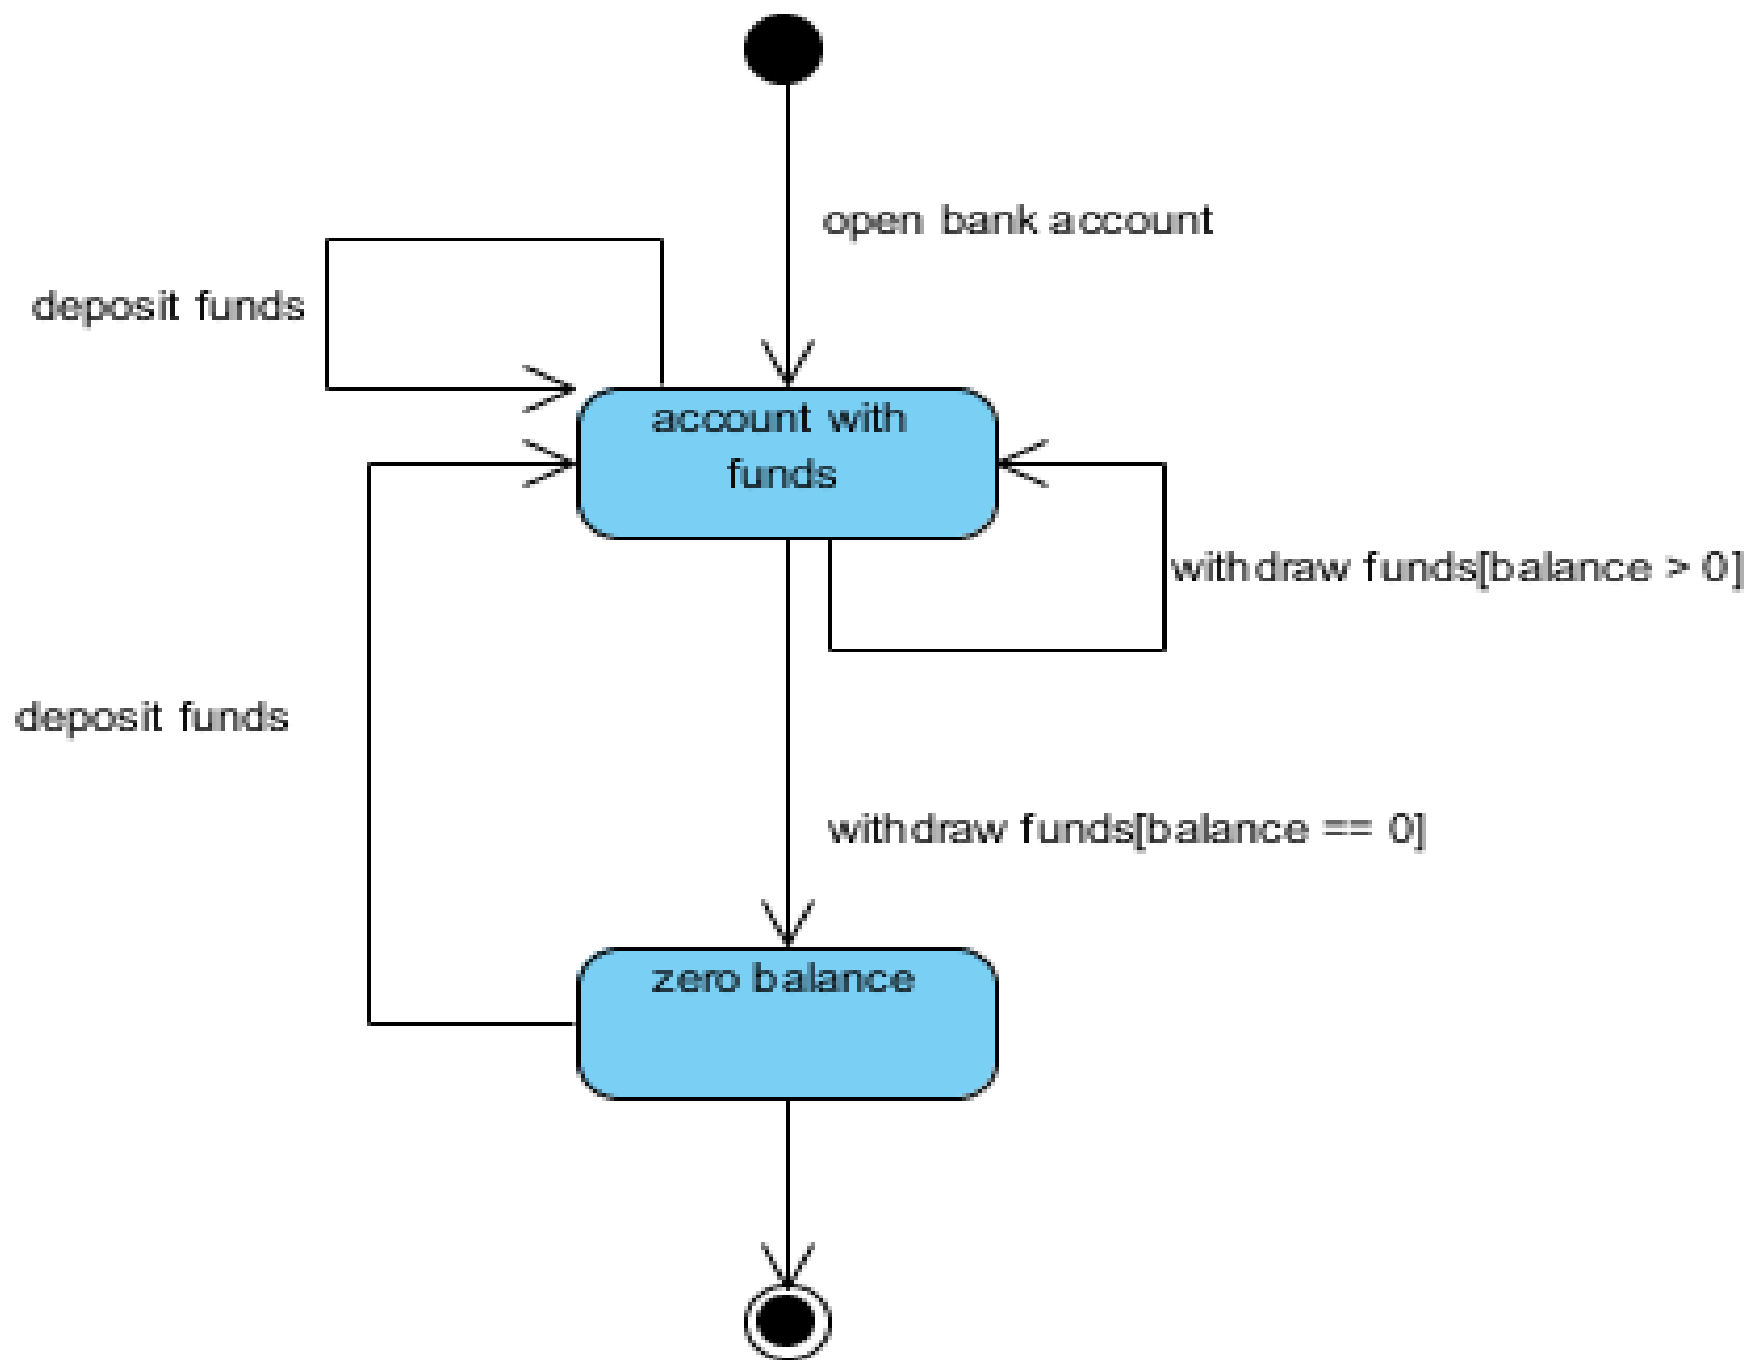 open bank account
deposit funds
account with
funds
withdraw funds[balance > 0]
deposit funds
withdraw funds[balance == 0]
zero balance